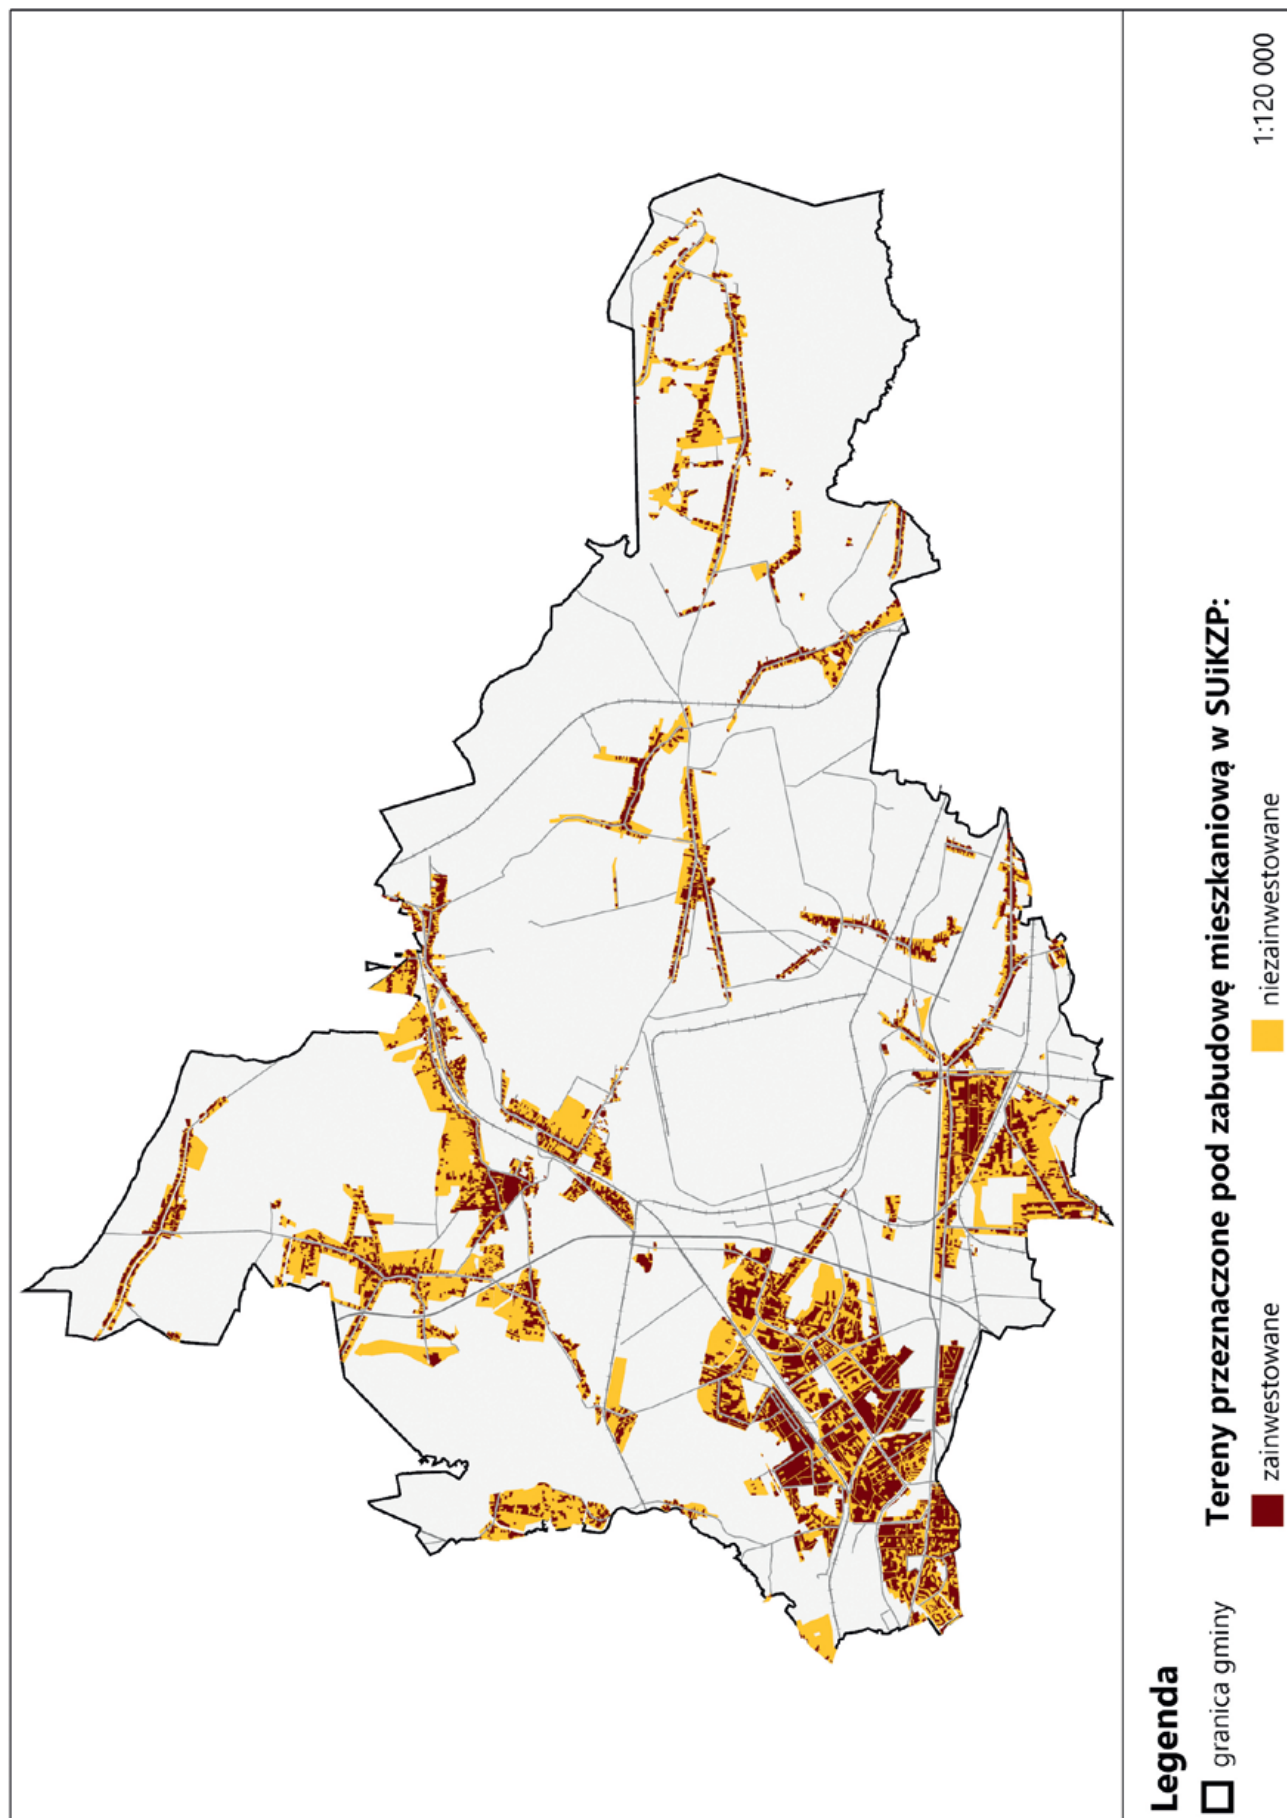 Legenda
granica gminy
Tereny przeznaczone pod zabudowę mieszkaniową w SUiKZP:
zainwestowane
niezainwestowane
1:120 000